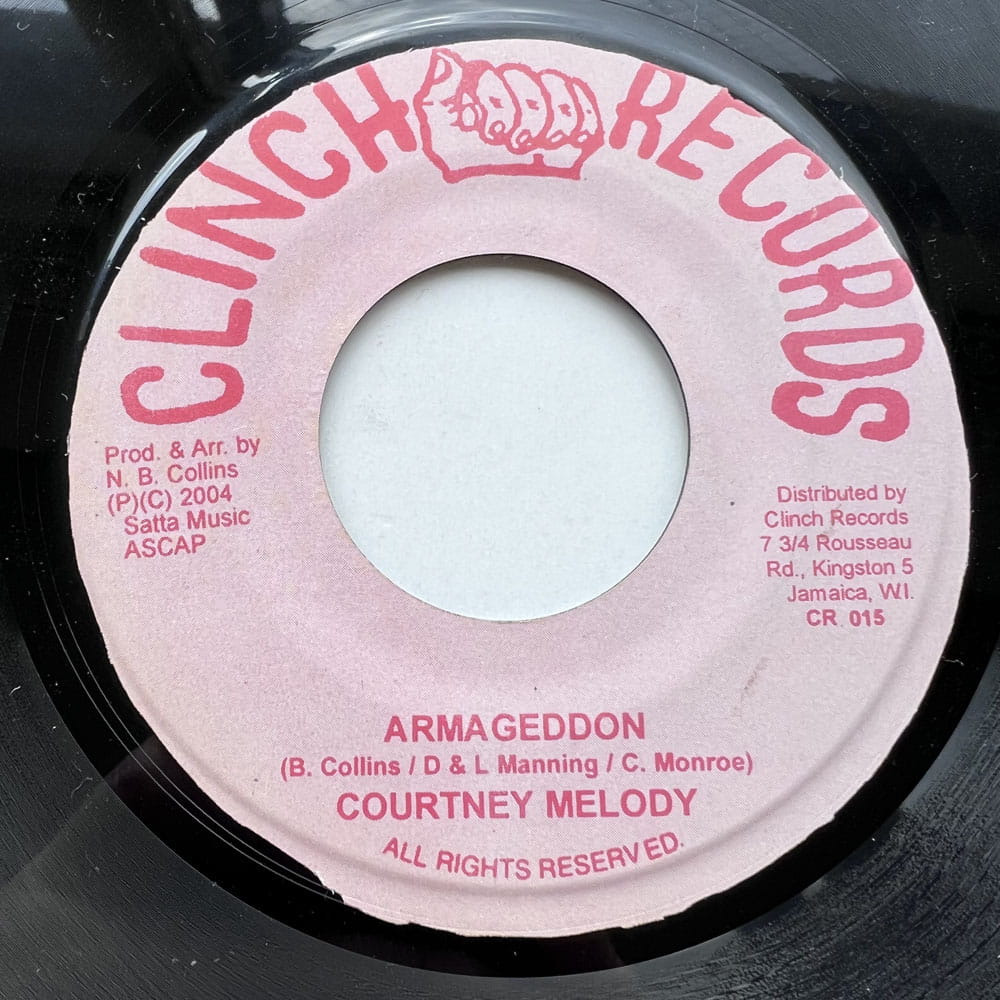 CLINCH RECORDS
Prod. & Arr. by
N. B. Collins
(P)(C) 2004
Satta Music
ASCAP
Distributed by
Clinch Records
7 3/4 Rousseau
Rd., Kingston 5
Jamaica, W.I.
CR 015
ARMAGEDDON
(B. Collins / D & L Manning / C. Monroe)
COURTNEY MELODY
ALL RIGHTS RESERVED.